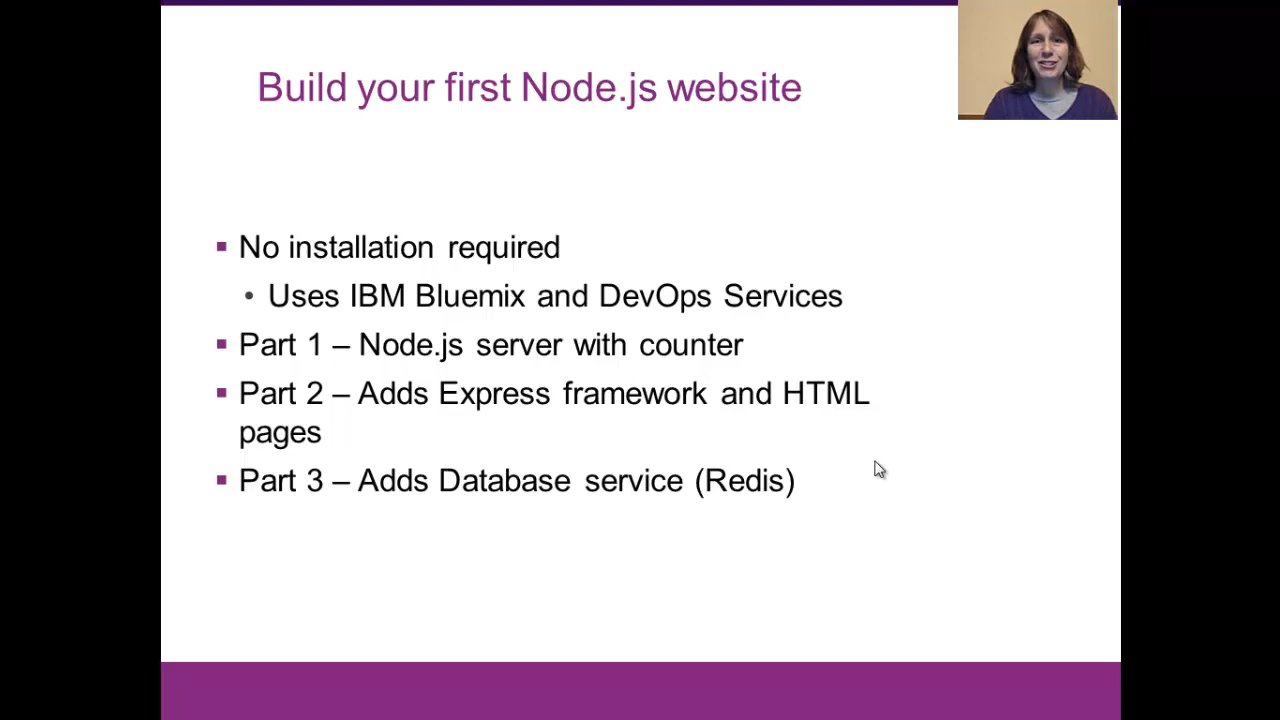 Build your first Node.js website
▪ No installation required
• Uses IBM Bluemix and DevOps Services
▪ Part 1 – Node.js server with counter
▪ Part 2 – Adds Express framework and HTML
pages
▪ Part 3 – Adds Database service (Redis)